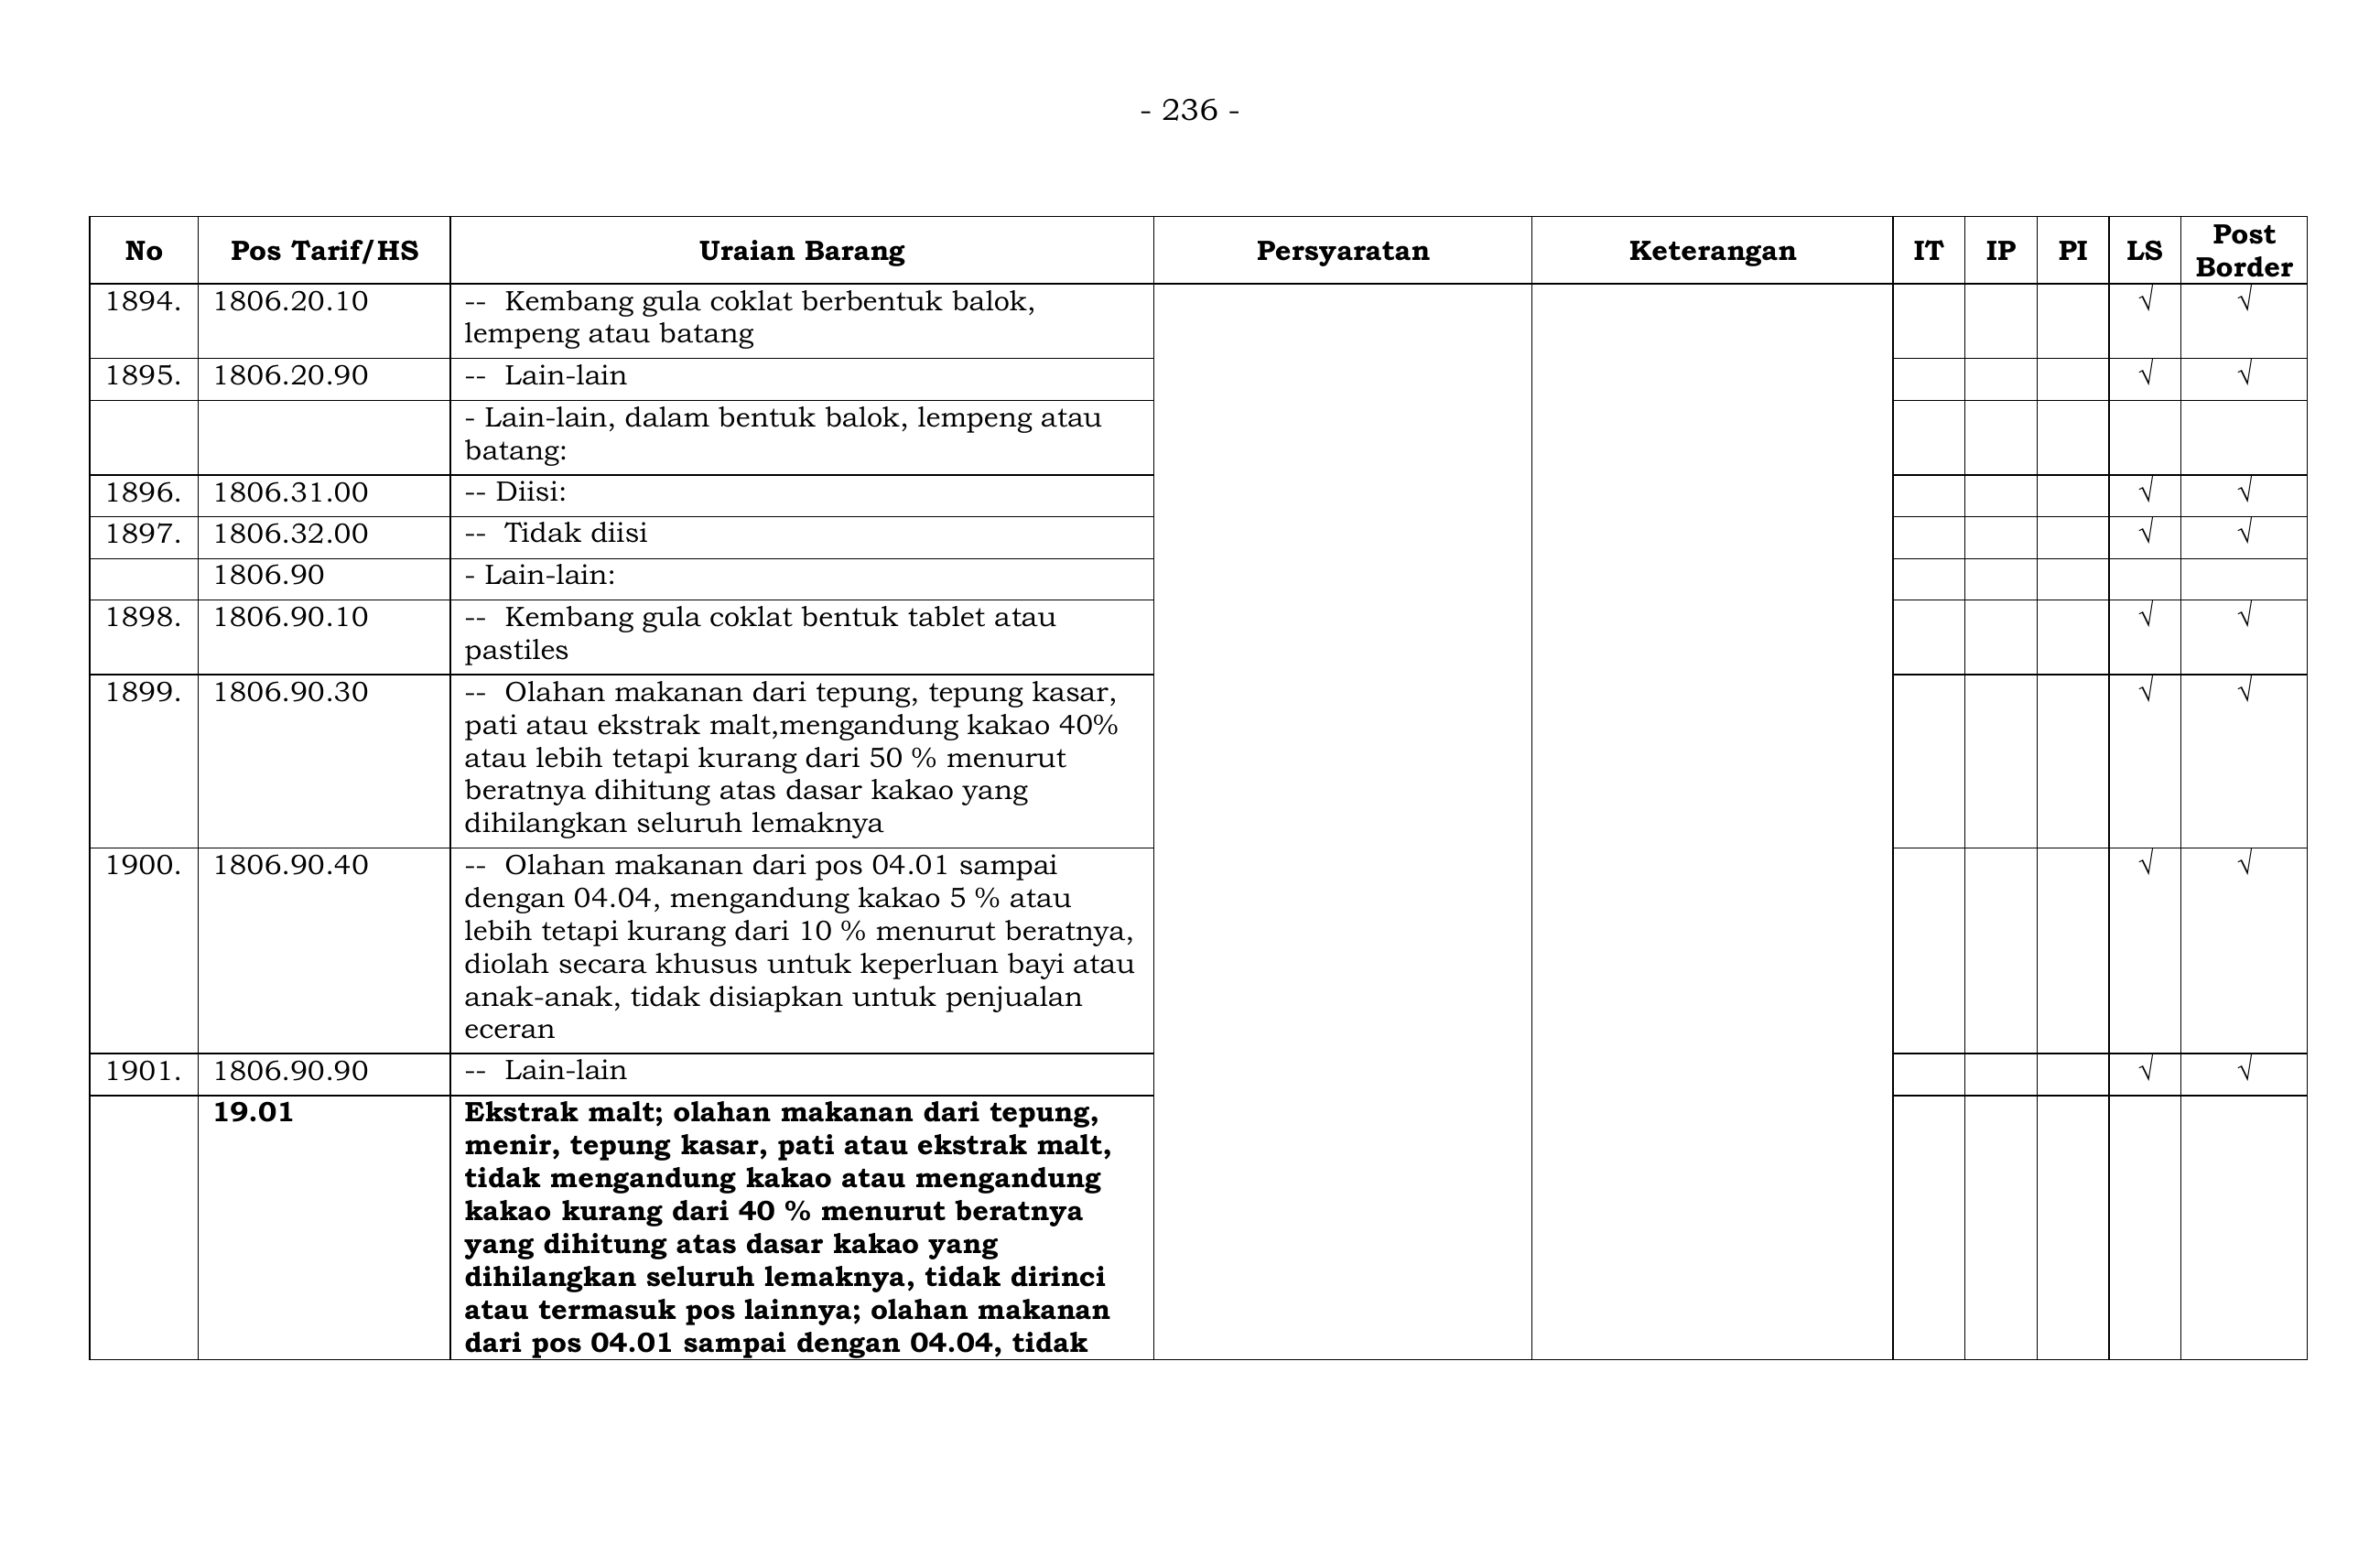 - 236 -
No Pos Tarif/HS Uraian Barang Persyaratan Keterangan IT IP PI LS Post Border
1894. 1806.20.10 -- Kembang gula coklat berbentuk balok, √ √
lempeng atau batang
1895. 1806.20.90 -- Lain-lain √ √
- Lain-lain, dalam bentuk balok, lempeng atau
batang:
1896. 1806.31.00 -- Diisi: √ √
1897. 1806.32.00 -- Tidak diisi √ √
1806.90 - Lain-lain:
1898. 1806.90.10 -- Kembang gula coklat bentuk tablet atau √ √
pastiles
1899. 1806.90.30 -- Olahan makanan dari tepung, tepung kasar, √ √
pati atau ekstrak malt,mengandung kakao 40%
atau lebih tetapi kurang dari 50 % menurut
beratnya dihitung atas dasar kakao yang
dihilangkan seluruh lemaknya
1900. 1806.90.40 -- Olahan makanan dari pos 04.01 sampai √ √
dengan 04.04, mengandung kakao 5 % atau
lebih tetapi kurang dari 10 % menurut beratnya,
diolah secara khusus untuk keperluan bayi atau
anak-anak, tidak disiapkan untuk penjualan
eceran
1901. 1806.90.90 -- Lain-lain √ √
19.01 Ekstrak malt; olahan makanan dari tepung,
menir, tepung kasar, pati atau ekstrak malt,
tidak mengandung kakao atau mengandung
kakao kurang dari 40 % menurut beratnya
yang dihitung atas dasar kakao yang
dihilangkan seluruh lemaknya, tidak dirinci
atau termasuk pos lainnya; olahan makanan
dari pos 04.01 sampai dengan 04.04, tidak